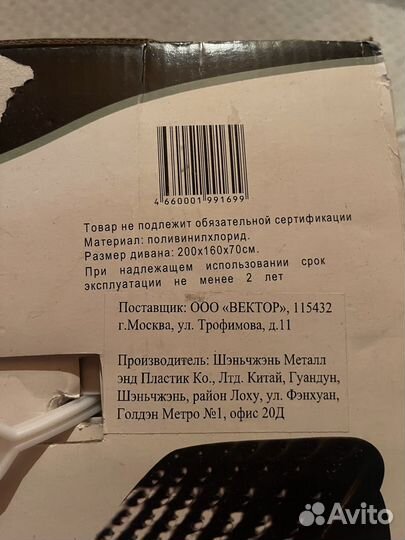 4 660001 991699
Товар не подлежит обязательной сертификации
Материал: поливинилхлорид.
Размер дивана: 200х160х70см.
При надлежащем использовании срок
эксплуатации не менее 2 лет
Поставщик: ООО «ВЕКТОР», 115432
г.Москва, ул. Трофимова, д.11
Производитель: Шэньчжэнь Металл
энд Пластик Ко., Лтд. Китай, Гуандун,
Шэньчжэнь, район Лоху, ул. Фэнхуан,
Голдэн Метро №1, офис 20Д
Avito